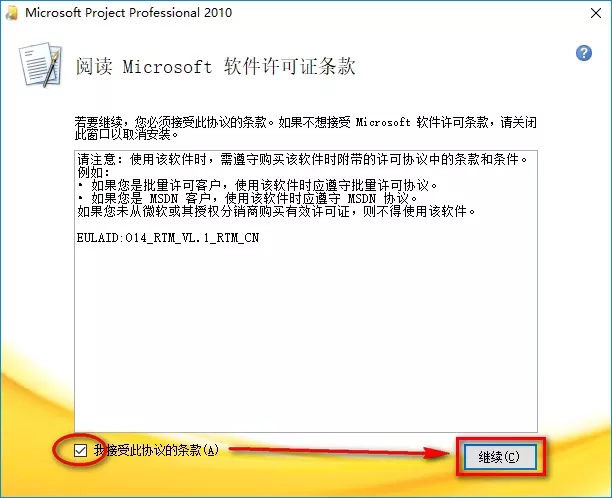 Microsoft Project Professional 2010
阅读 Microsoft 软件许可证条款
若要继续，您必须接受此协议的条款。如果不想接受 Microsoft 软件许可条款，请关闭
此窗口以取消安装。
请注意：使用该软件时，需遵守购买该软件时附带的许可协议中的条款和条件。
例如：
• 如果您是批量许可客户，使用该软件时应遵守批量许可协议。
• 如果您是 MSDN 客户，使用该软件时应遵守 MSDN 协议。
如果您未从微软或其授权分销商购买有效许可证，则不得使用该软件。
EULAID:O14_RTM_VL.1_RTM_CN
我接受此协议的条款(A)
继续(C)